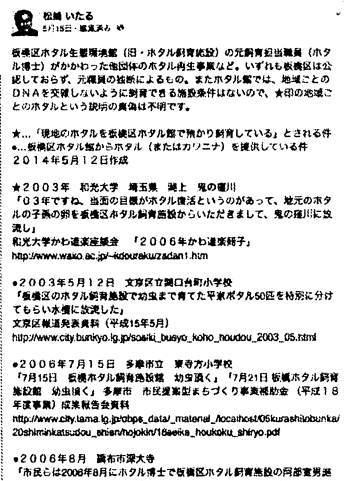 松崎 いたる
5月15日・編集済み
板橋区ホタル生態環境館（旧・ホタル飼育施設）の元飼育担当職員（ホタ
ル博士）がかかわった他団体のホタル再生事業など。いずれも板橋区は公
認しておらず、元職員の独断によるもの。またホタル館では、地域ごとの
DNAを交雑しないように飼育できる施設条件はないので、★印の地域ご
とのホタルという説明の真偽は不明です。
★…「現地のホタルを板橋区ホタル館で預かり飼育している」とされる件
●…板橋区ホタル館からホタル（またはカワニナ）を提供している件
2014年5月12日作成
★2003年 和光大学 埼玉県 鬼の窪川
「03年ですね、当面の目標がホタル復活というのがあって、地元のホタ
ルの子孫の卵を板橋区ホタル飼育施設からいただきまして、鬼の窪川に放
流し」
和光大学かわ道楽座談会 「2006年かわ道楽冊子」
http://www.wako.ac.jp/~kdouraku/zadan1.htm
●2003年5月12日 文京区立関口台町小学校
「板橋区のホタル飼育施設で幼虫まで育てた平家ボタル50匹を特別に分け
てもらい水槽に放流した」
文京区報道発表資料（平成15年5月）
http://www.city.bunkyo.lg.jp/sosiki_busyo_koho_houdou_2003_05.html
●2006年7月15日 多摩市立 東寺方小学校
「7月15日 板橋ホタル飼育施設館 幼虫頂く」「7月21日 板橋ホタル飼育
施設館 幼虫頂く」多摩市 市民提案型まちづくり事業補助金（平成18
年度事業）成果報告会資料
http://www.city.tama.lg.jp/dbps_data/_material_/localhost/05kurashibunka/
20shiminkatsudou_shien/hojokin/18seika_houkoku_shiryo.pdf
●2006年8月 調布市深大寺
「市民らは2006年8月にホタル博士で板橋区ホタル飼育施設の阿部宣男選